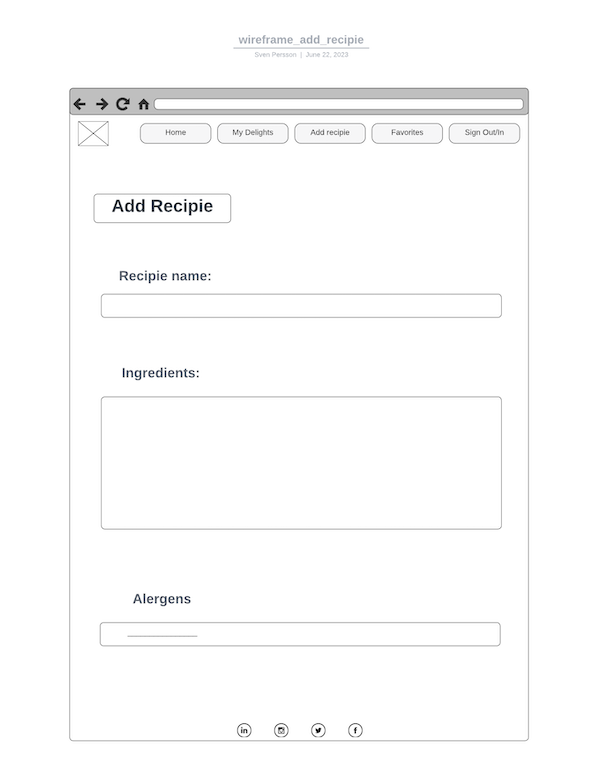 wireframe_add_recipie
Sven Persson | June 22, 2023
Home
My Delights
Add recipie
Favorites
Sign Out/In
Add Recipie
Recipie name:
Ingredients:
Alergens